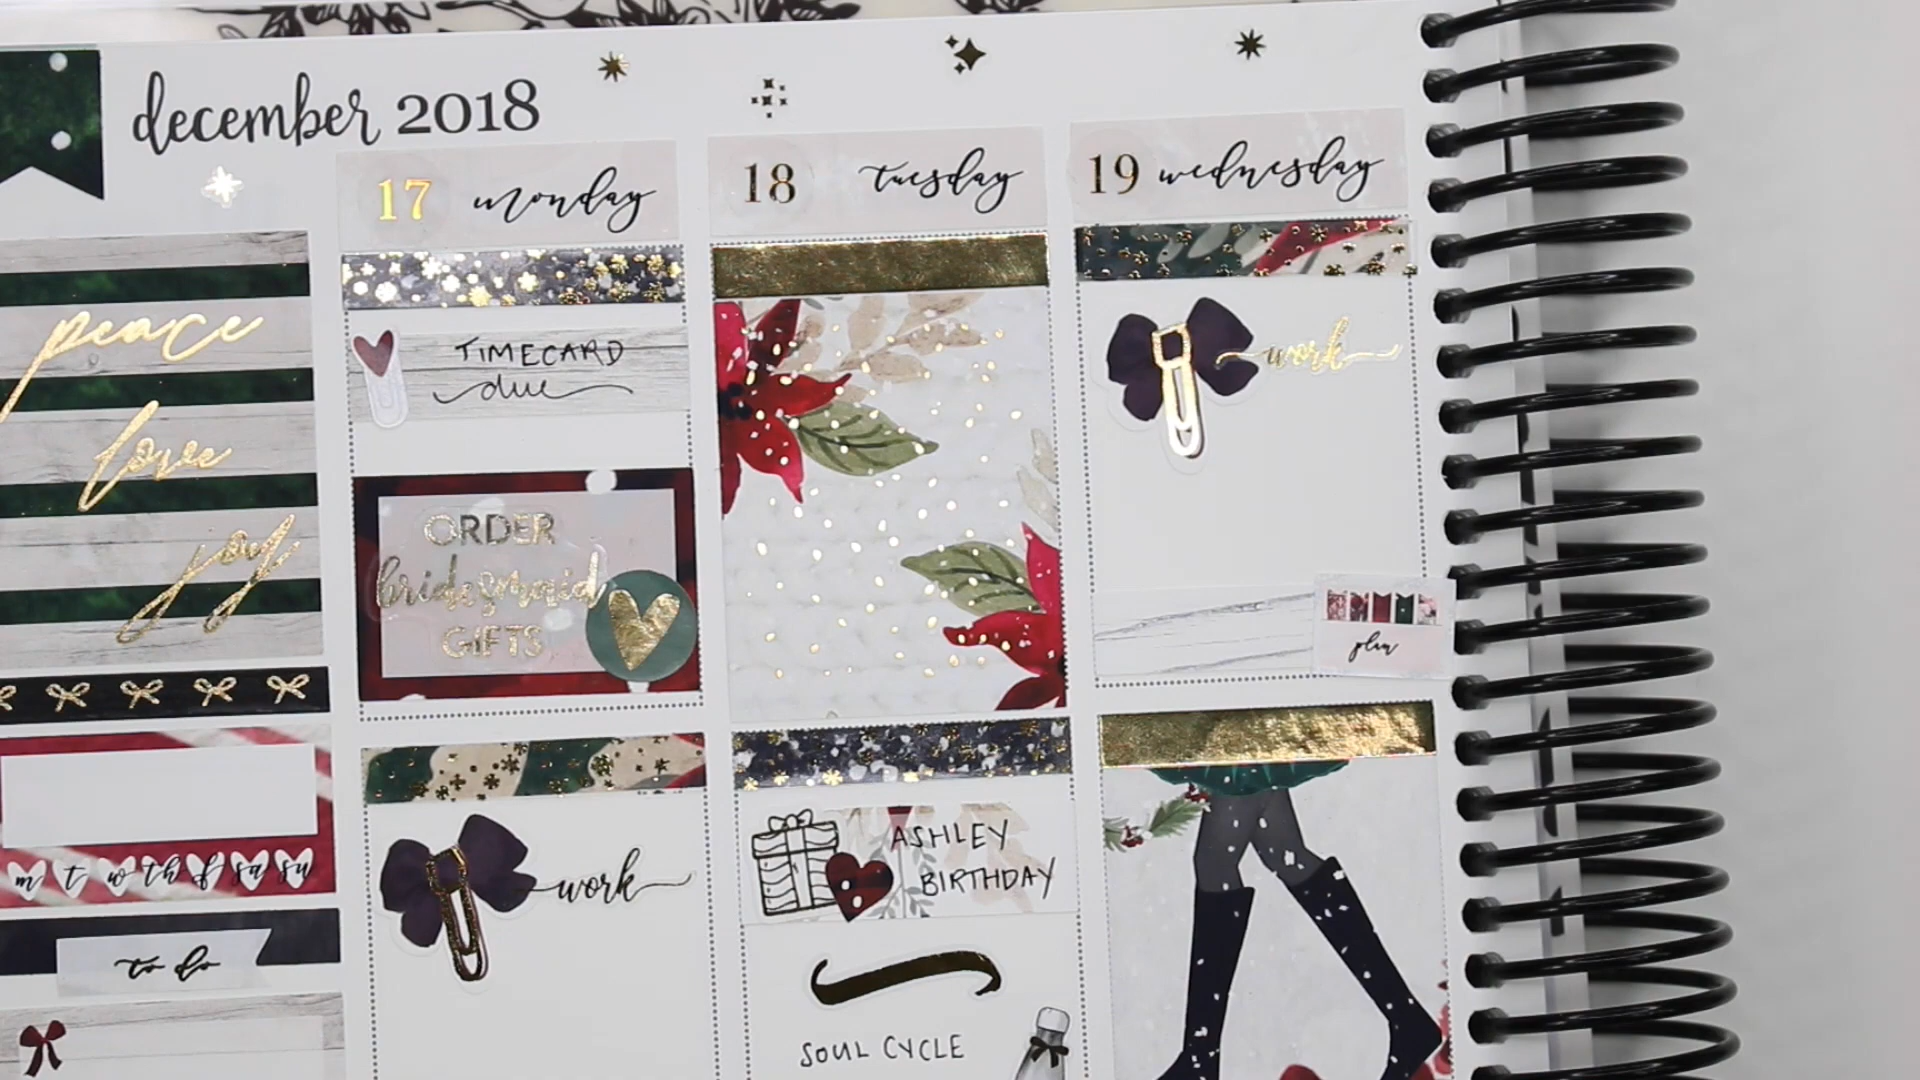 december 2018
peace
love
joy
m t w th f sa su
to do
17 monday
TIMECARD
due
ORDER
bridesmaid
GIFTS
work
18 tuesday
ASHLEY
BIRTHDAY
SOUL CYCLE
19 wednesday
work
plan